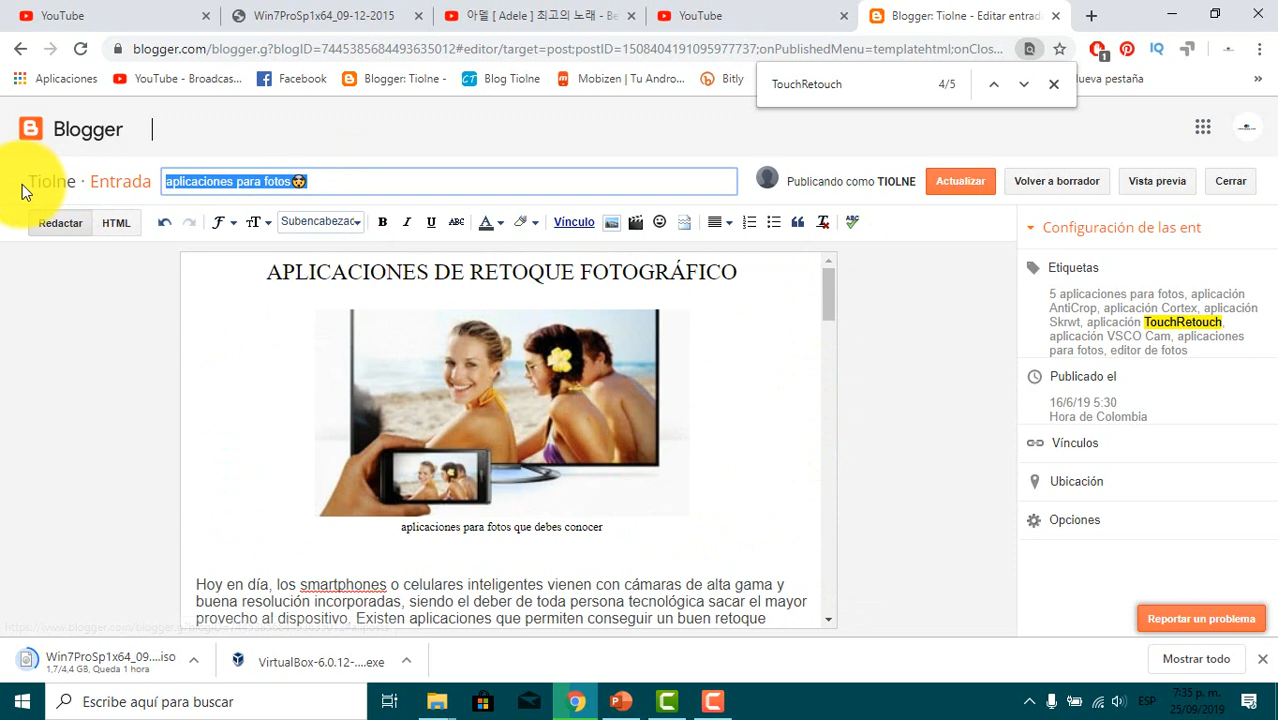 YouTube
Win7ProSp1x64_09-12-2015
아델 [ Adele ] 최고의 노래 - Be
YouTube
Blogger: Tiolne - Editar entrada
blogger.com/blogger.g?blogID=7445385684493635012#editor/target=post;postID=1508404191095977737;onPublishedMenu=templatehtml;onClos...
1
Aplicaciones
YouTube - Broadcas...
Facebook
Blogger: Tiolne -
Blog Tiolne
Mobizen | Tu Andro...
Bitly
Nueva pestaña
»
TouchRetouch 4/5
Blogger
Tiolne · Entrada
aplicaciones para fotos
Publicando como TIOLNE
Actualizar
Volver a borrador
Vista previa
Cerrar
Redactar
HTML
Subencabezac
B I U ABC A
Vínculo
Configuración de las ent
APLICACIONES DE RETOQUE FOTOGRÁFICO
aplicaciones para fotos que debes conocer
Hoy en día, los smartphones o celulares inteligentes vienen con cámaras de alta gama y
buena resolución incorporadas, siendo el deber de toda persona tecnológica sacar el mayor
provecho al dispositivo. Existen aplicaciones que permiten conseguir un buen retoque
Etiquetas
5 aplicaciones para fotos, aplicación
AntiCrop, aplicación Cortex, aplicación
Skrwt, aplicación TouchRetouch,
aplicación VSCO Cam, aplicaciones
para fotos, editor de fotos
Publicado el
16/6/19 5:30
Hora de Colombia
Vínculos
Ubicación
Opciones
Reportar un problema
Win7ProSp1x64_09....iso
1,7/4,4 GB, Queda 1 hora
VirtualBox-6.0.12-....exe
Mostrar todo
Escribe aquí para buscar
ESP
7:35 p. m.
25/09/2019